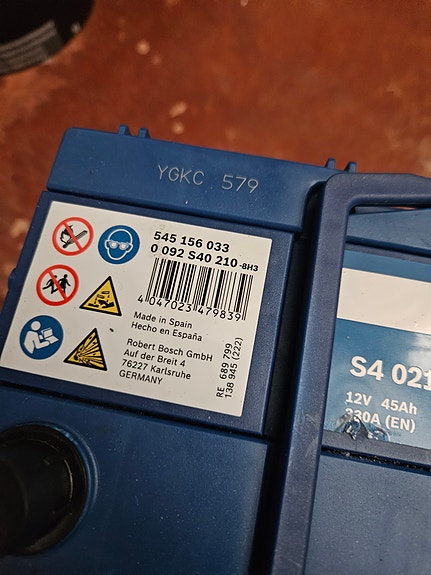 YGKC 579
545 156 033
0 092 S40 210 -8H3
4 047023 479839
Made in Spain
Hecho en España
Robert Bosch GmbH
Auf der Breit 4
76227 Karlsruhe
GERMANY
RE 689 799
138 945 (222)
S4 021
12V 45Ah
330A (EN)